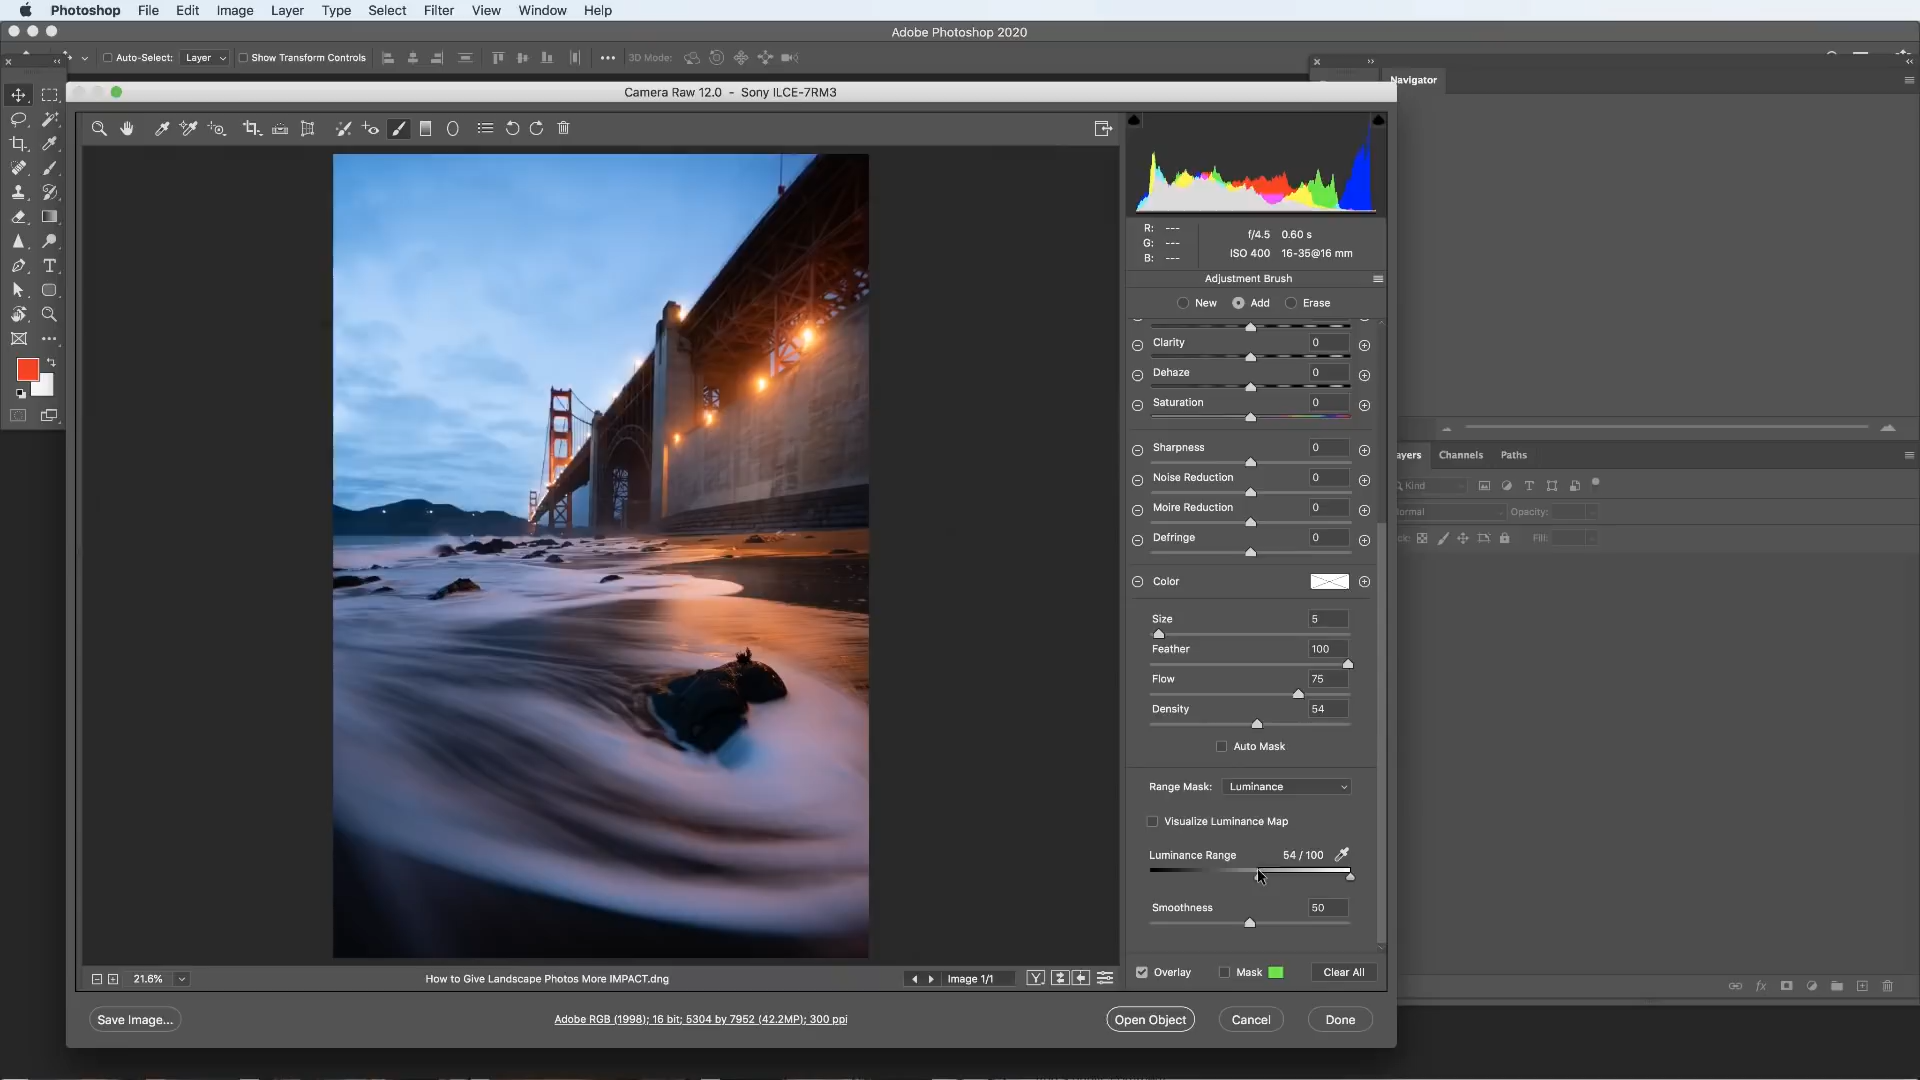 Photoshop File Edit Image Layer Type Select Filter View Window Help
Adobe Photoshop 2020
Auto-Select: Layer Show Transform Controls 3D Mode:
Navigator
Camera Raw 12.0 - Sony ILCE-7RM3
R: ---
G: ---
B: ---
f/4.5 0.60 s
ISO 400 16-35@16 mm
Adjustment Brush
New Add Erase
Clarity 0
Dehaze 0
Saturation 0
Sharpness 0
Noise Reduction 0
Moire Reduction 0
Defringe 0
Color
Size 5
Feather 100
Flow 75
Density 54
Auto Mask
Range Mask: Luminance
Visualize Luminance Map
Luminance Range 54 / 100
Smoothness 50
Overlay Mask Clear All
21.6% How to Give Landscape Photos More IMPACT.dng Image 1/1
Save Image... Adobe RGB (1998); 16 bit; 5304 by 7952 (42.2MP); 300 ppi Open Object Cancel Done
ayers Channels Paths
Kind
ormal Opacity:
Fill: